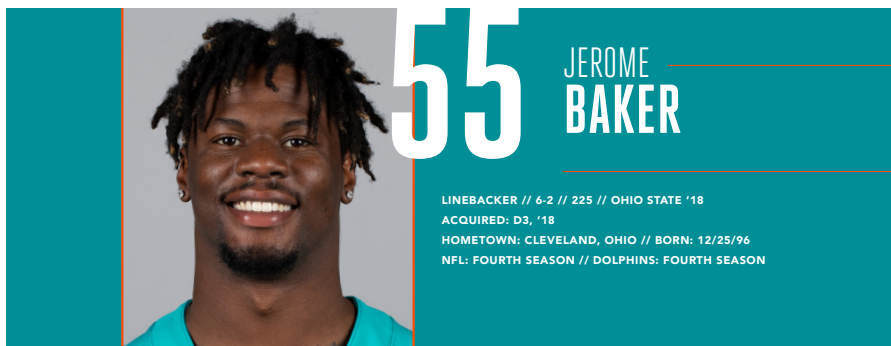 55
JEROME
BAKER
LINEBACKER // 6-2 // 225 // OHIO STATE ‘18
ACQUIRED: D3, ‘18
HOMETOWN: CLEVELAND, OHIO // BORN: 12/25/96
NFL: FOURTH SEASON // DOLPHINS: FOURTH SEASON